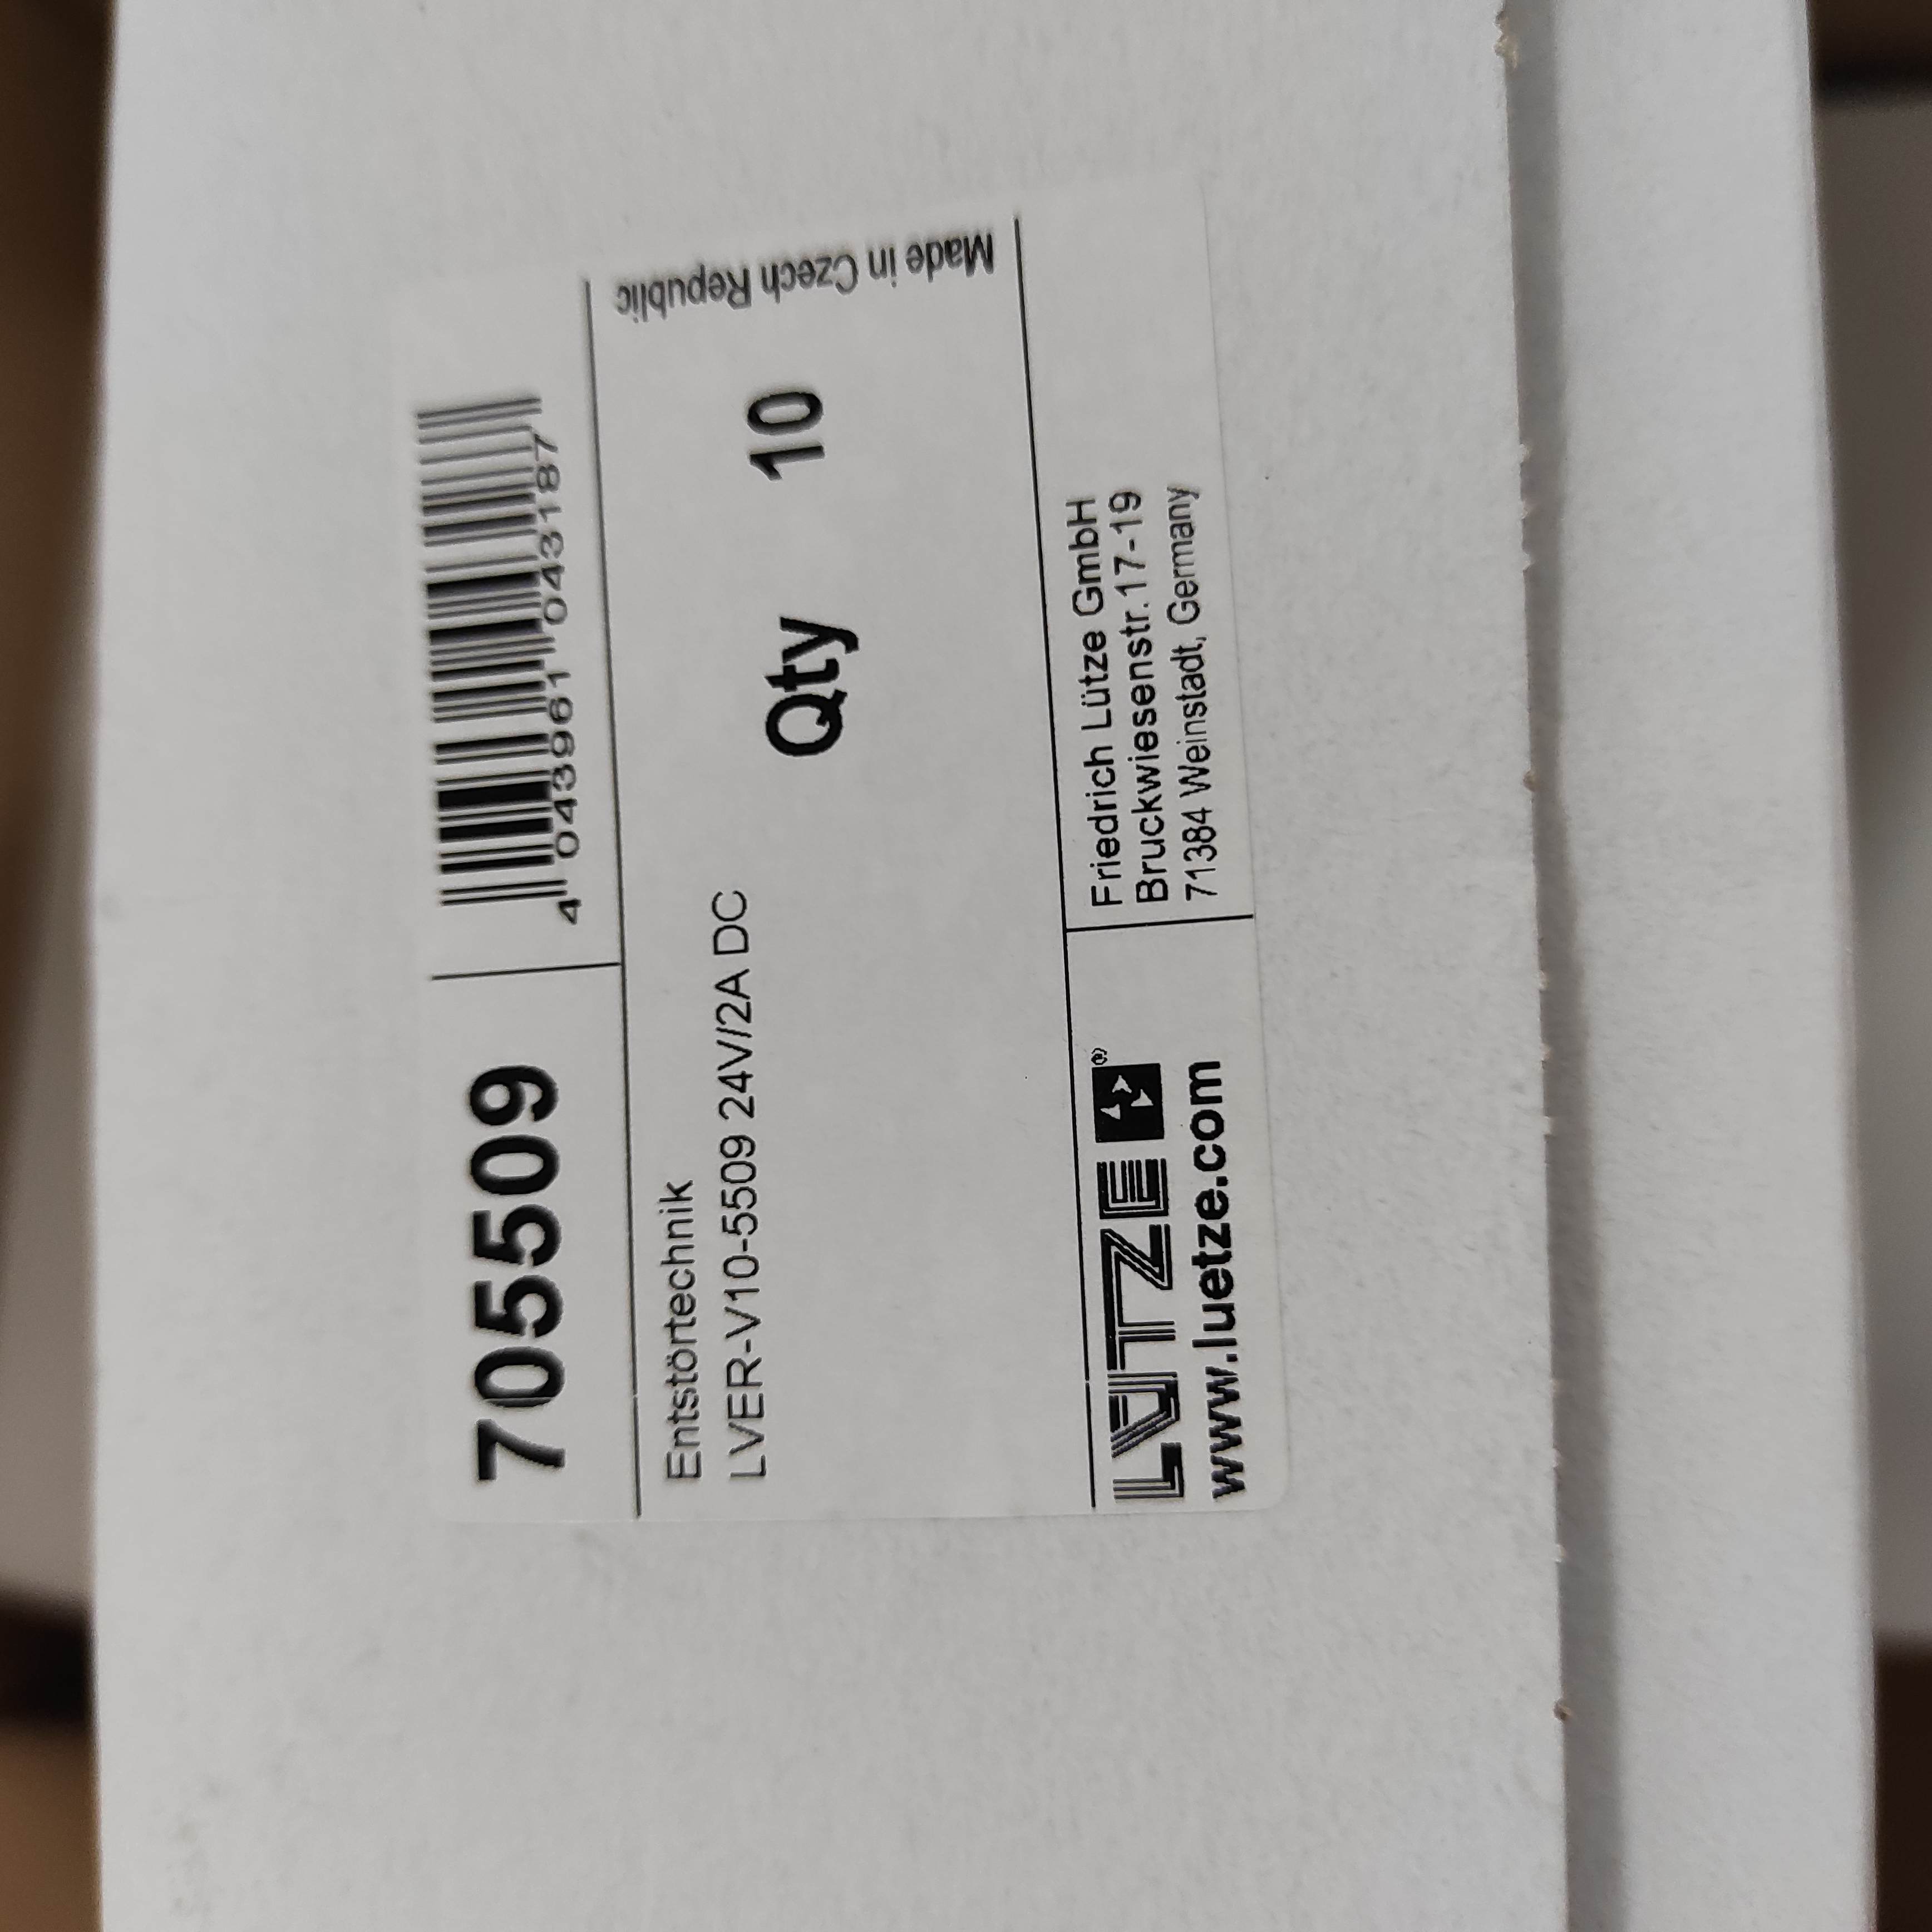 705509
4 043961 043187
Entstörtechnik
LVER-V10-5509 24V/2A DC
Qty 10
Made in Czech Republic
LÜTZE ®
www.luetze.com
Friedrich Lütze GmbH
Bruckwiesenstr.17-19
71384 Weinstadt, Germany